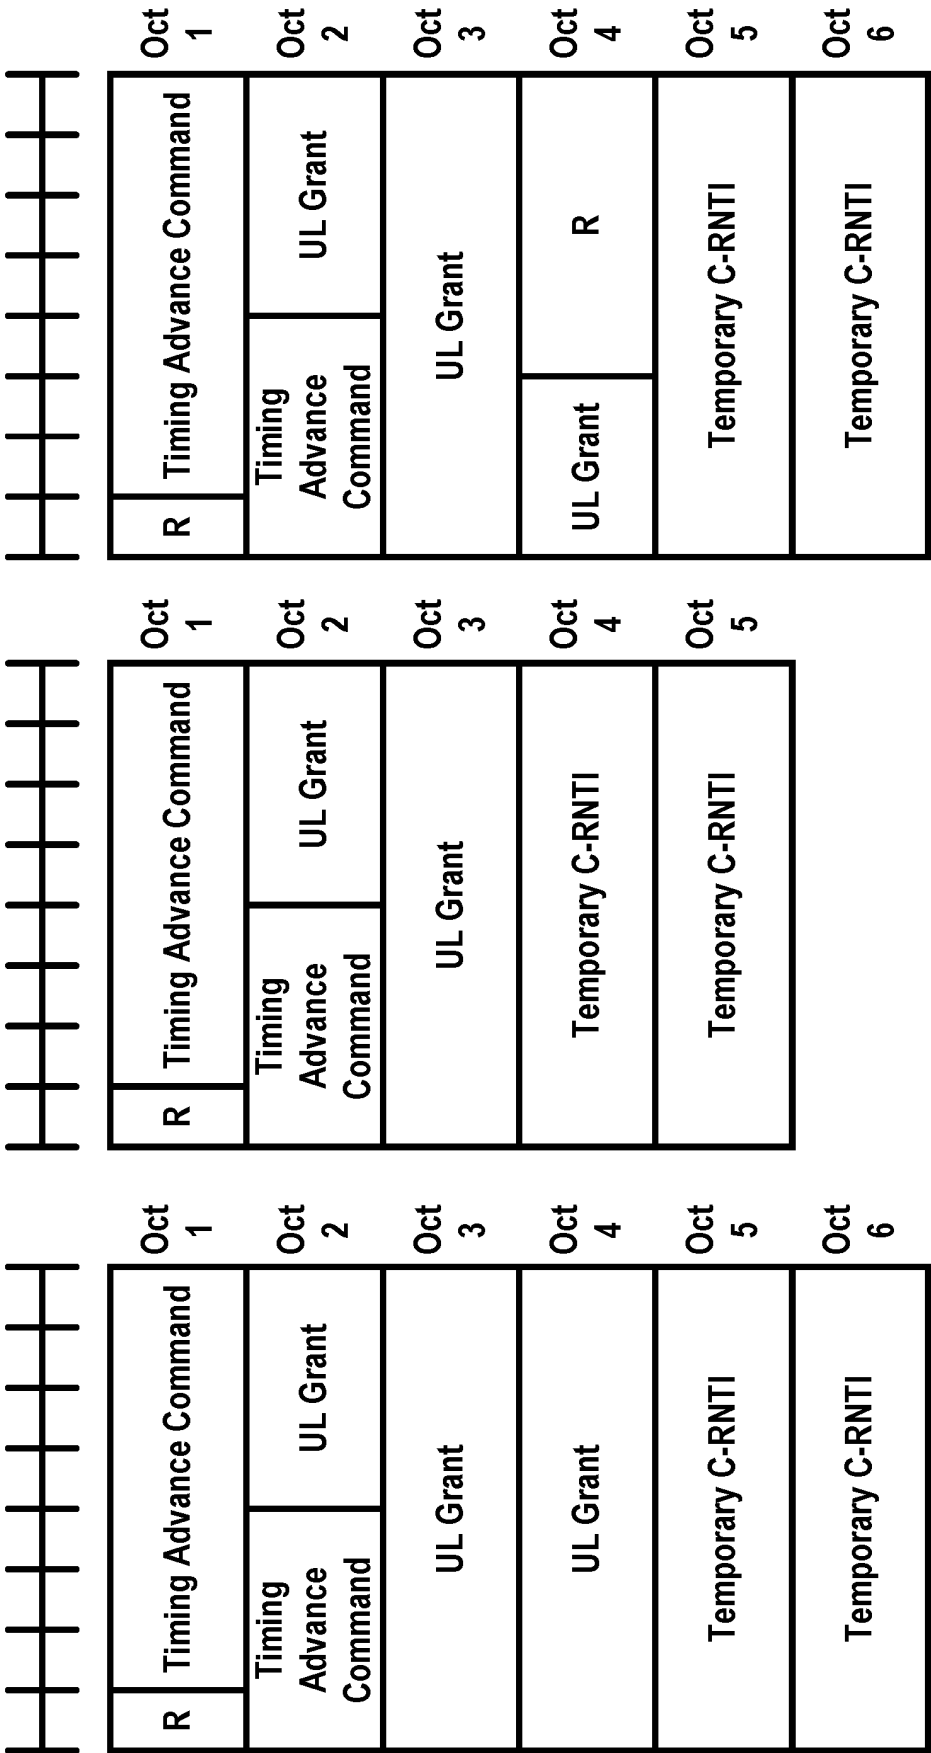 R
Timing Advance Command
Oct
1
Timing
Advance
Command
UL Grant
Oct
2
UL Grant
Oct
3
UL Grant
Oct
4
Temporary C-RNTI
Oct
5
Temporary C-RNTI
Oct
6
R
Timing Advance Command
Oct
1
Timing
Advance
Command
UL Grant
Oct
2
UL Grant
Oct
3
Temporary C-RNTI
Oct
4
Temporary C-RNTI
Oct
5
R
Timing Advance Command
Oct
1
Timing
Advance
Command
UL Grant
Oct
2
UL Grant
Oct
3
UL Grant
R
Oct
4
Temporary C-RNTI
Oct
5
Temporary C-RNTI
Oct
6